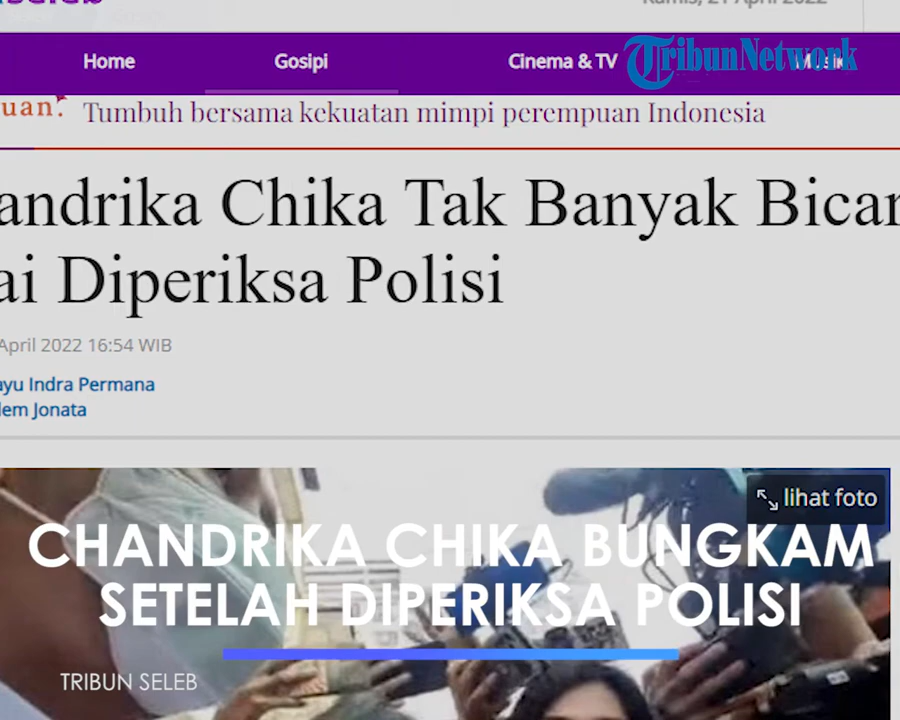 Kamis, 21 April 2022
Home Gosipi Cinema & TV Musik
TribunNetwork
uan. Tumbuh bersama kekuatan mimpi perempuan Indonesia
andrika Chika Tak Banyak Bicar
ai Diperiksa Polisi
April 2022 16:54 WIB
ayu Indra Permana
lem Jonata
lihat foto
CHANDRIKA CHIKA BUNGKAM
SETELAH DIPERIKSA POLISI
TRIBUN SELEB